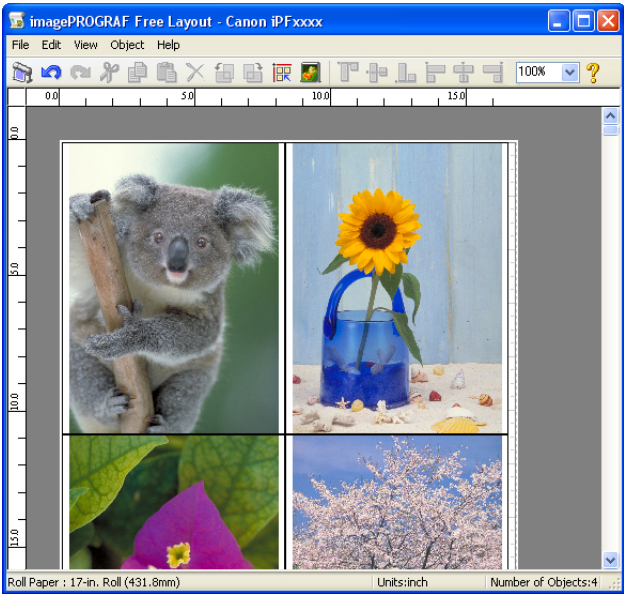 imagePROGRAF Free Layout - Canon iPFxxxx
File Edit View Object Help
100%
0.0 5.0 10.0 15.0
0.0
5.0
10.0
15.0
Roll Paper : 17-in. Roll (431.8mm) Units:inch Number of Objects:4